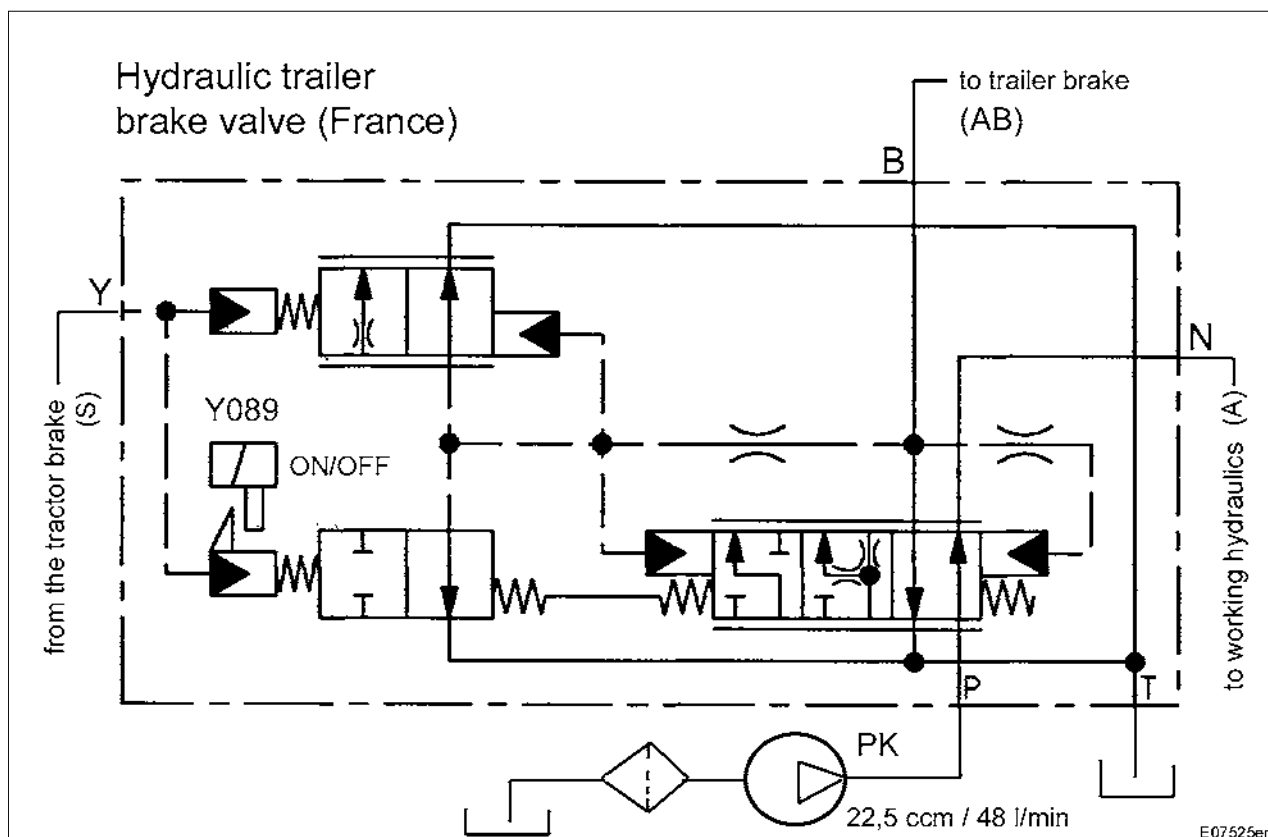 Hydraulic trailer
brake valve (France)
to trailer brake
(AB)
B
Y
N
from the tractor brake
(S)
Y089
ON/OFF
to working hydraulics (A)
P
T
PK
22,5 ccm / 48 l/min
E07525en